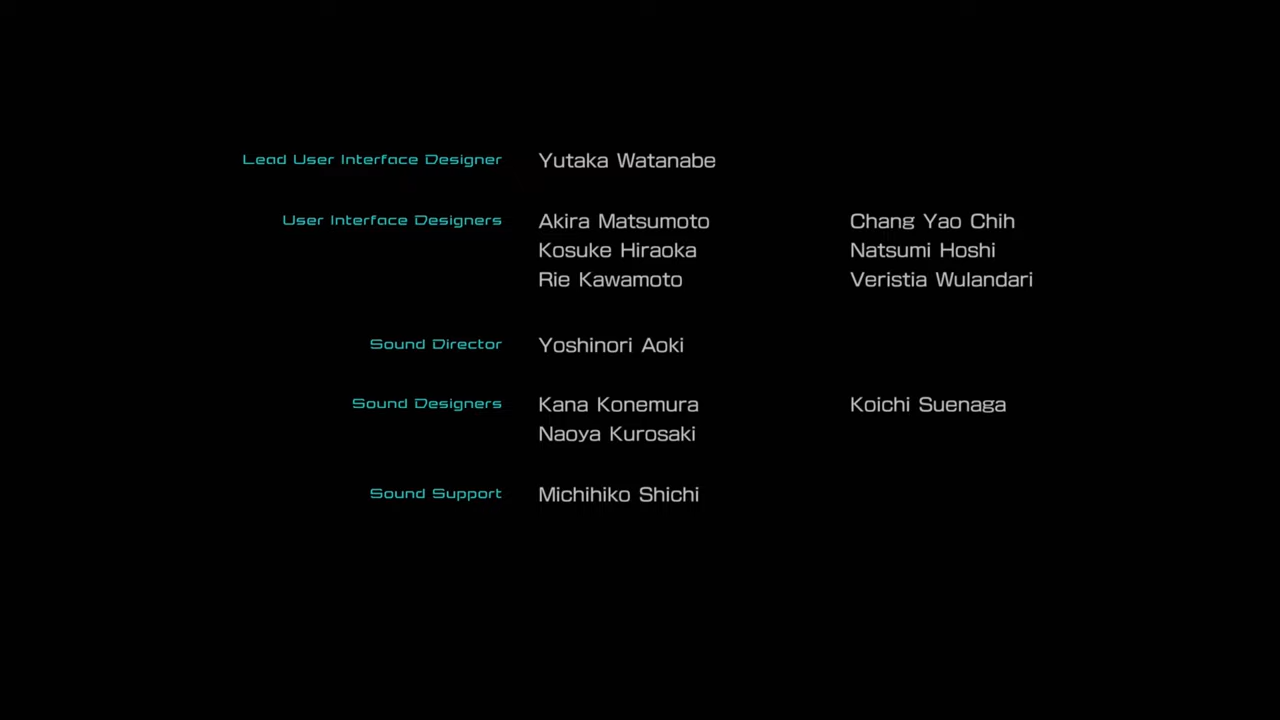 Lead User Interface Designer Yutaka Watanabe
User Interface Designers Akira Matsumoto Chang Yao Chih
Kosuke Hiraoka Natsumi Hoshi
Rie Kawamoto Veristia Wulandari
Sound Director Yoshinori Aoki
Sound Designers Kana Konemura Koichi Suenaga
Naoya Kurosaki
Sound Support Michihiko Shichi